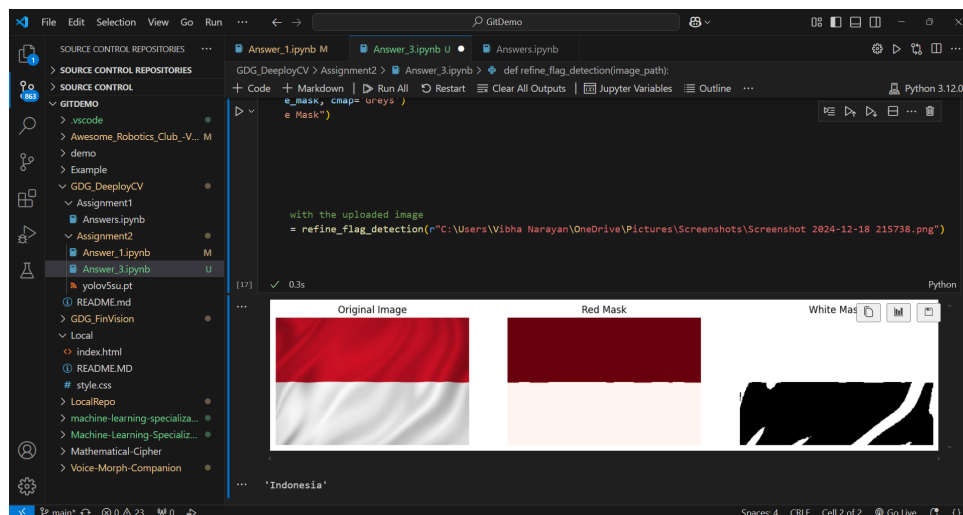 File Edit Selection View Go Run ··· GitDemo
SOURCE CONTROL REPOSITORIES ···
SOURCE CONTROL REPOSITORIES
SOURCE CONTROL
GITDEMO
.vscode
Awesome_Robotics_Club_-V... M
demo
Example
GDG_DeeployCV
Assignment1
Answers.ipynb
Assignment2
Answer_1.ipynb M
Answer_3.ipynb U
yolov5su.pt
README.md
GDG_FinVision
Local
index.html
README.MD
style.css
LocalRepo
machine-learning-specializa...
Machine-Learning-Specializ...
Mathematical-Cipher
Voice-Morph-Companion
1
863
Answer_1.ipynb M Answer_3.ipynb U Answers.ipynb
GDG_DeeployCV > Assignment2 > Answer_3.ipynb > def refine_flag_detection(image_path):
+ Code + Markdown Run All Restart Clear All Outputs Jupyter Variables Outline ··· Python 3.12.0
e_mask, cmap='Greys')
e Mask")
with the uploaded image
= refine_flag_detection(r"C:\Users\Vibha Narayan\OneDrive\Pictures\Screenshots\Screenshot 2024-12-18 215738.png")
[17] 0.3s Python
Original Image Red Mask White Mas
'Indonesia'
main* 0 23 0 Spaces: 4 CRLF Cell 2 of 2 Go Live